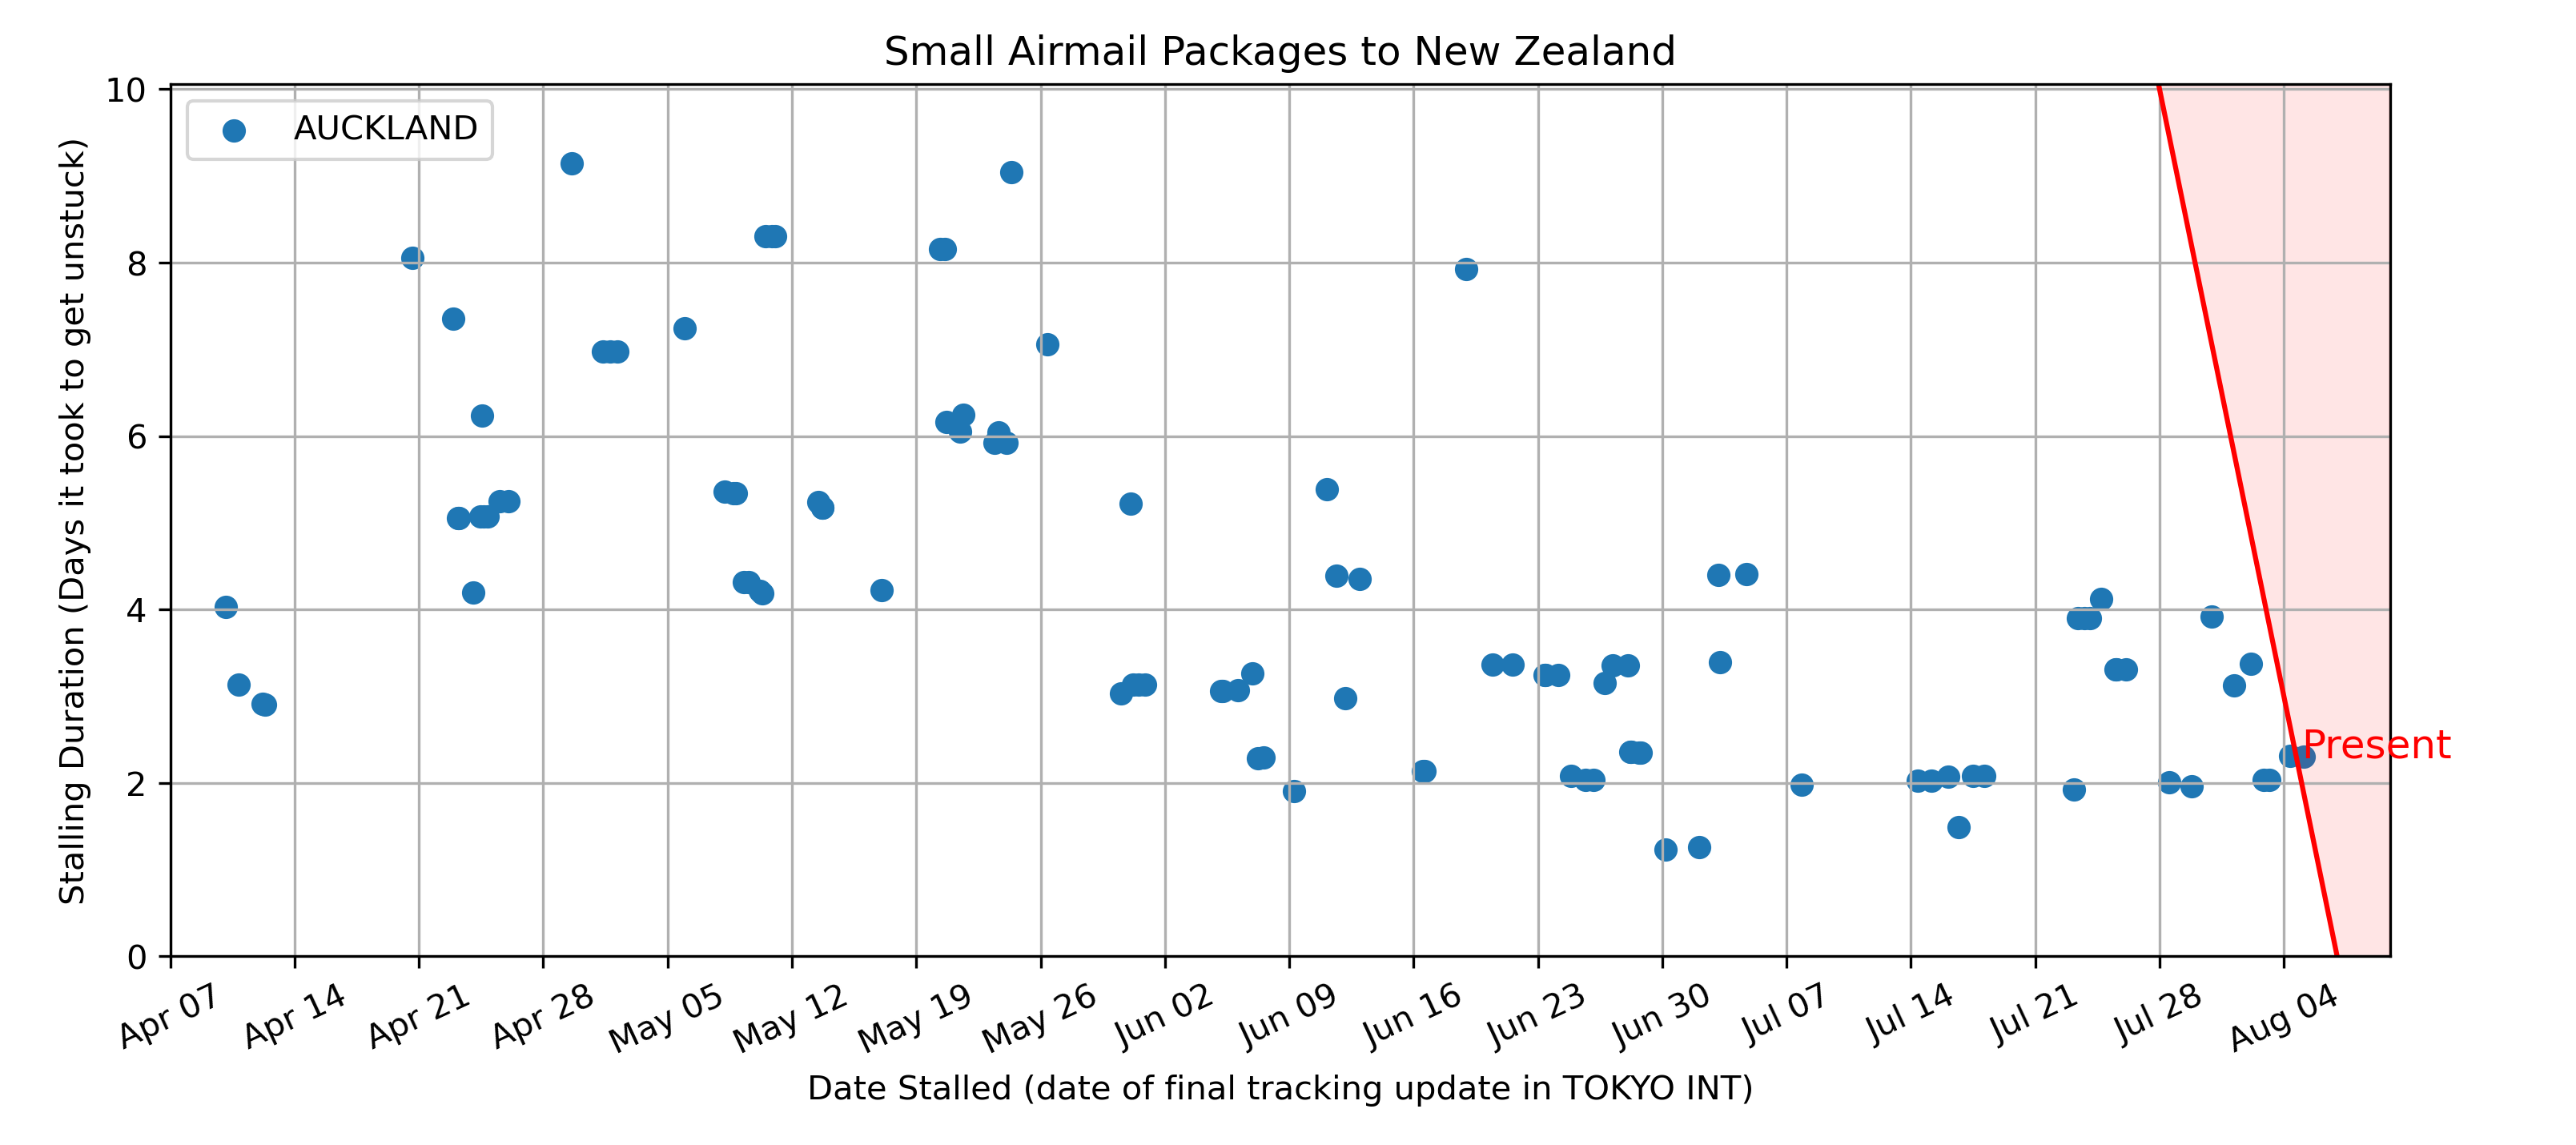 Small Airmail Packages to New Zealand
AUCKLAND
Stalling Duration (Days it took to get unstuck)
10
8
6
4
2
0
Present
Apr 07
Apr 14
Apr 21
Apr 28
May 05
May 12
May 19
May 26
Jun 02
Jun 09
Jun 16
Jun 23
Jun 30
Jul 07
Jul 14
Jul 21
Jul 28
Aug 04
Date Stalled (date of final tracking update in TOKYO INT)